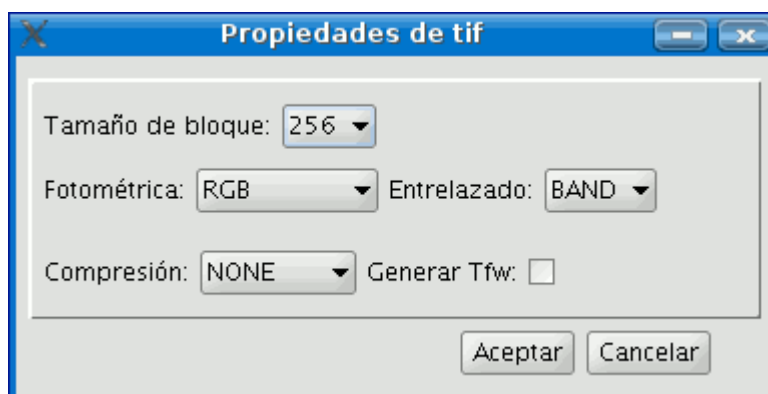 Propiedades de tif
Tamaño de bloque: 256
Fotométrica: RGB Entrelazado: BAND
Compresión: NONE Generar Tfw:
Aceptar Cancelar